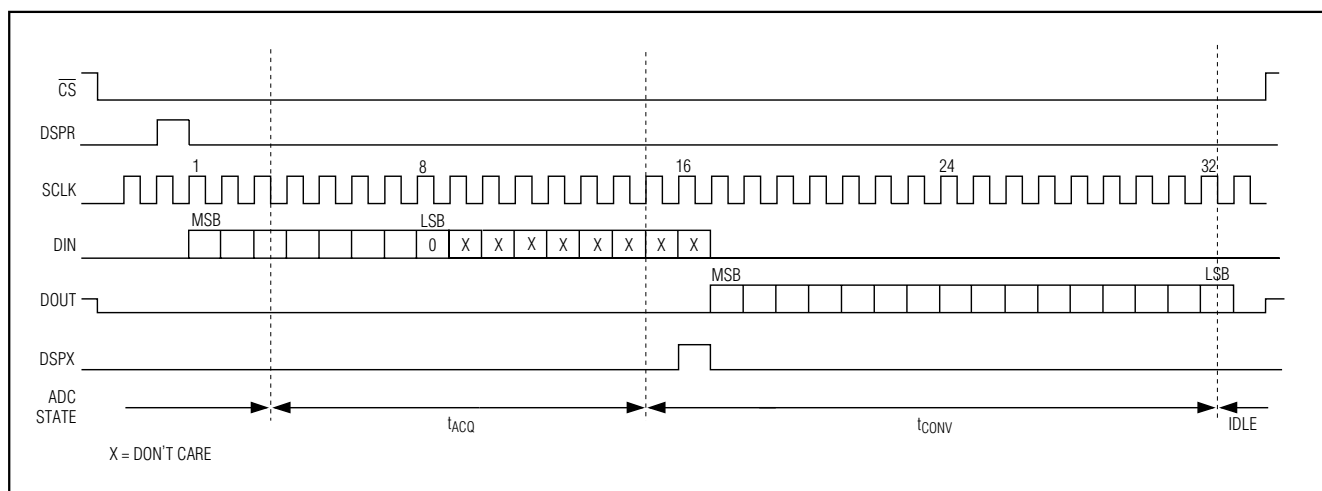 CS
DSPR
1 8 16 24 32
SCLK
MSB LSB
DIN 0 X X X X X X X X
MSB LSB
DOUT
DSPX
ADC
STATE
tACQ tCONV IDLE
X = DON'T CARE